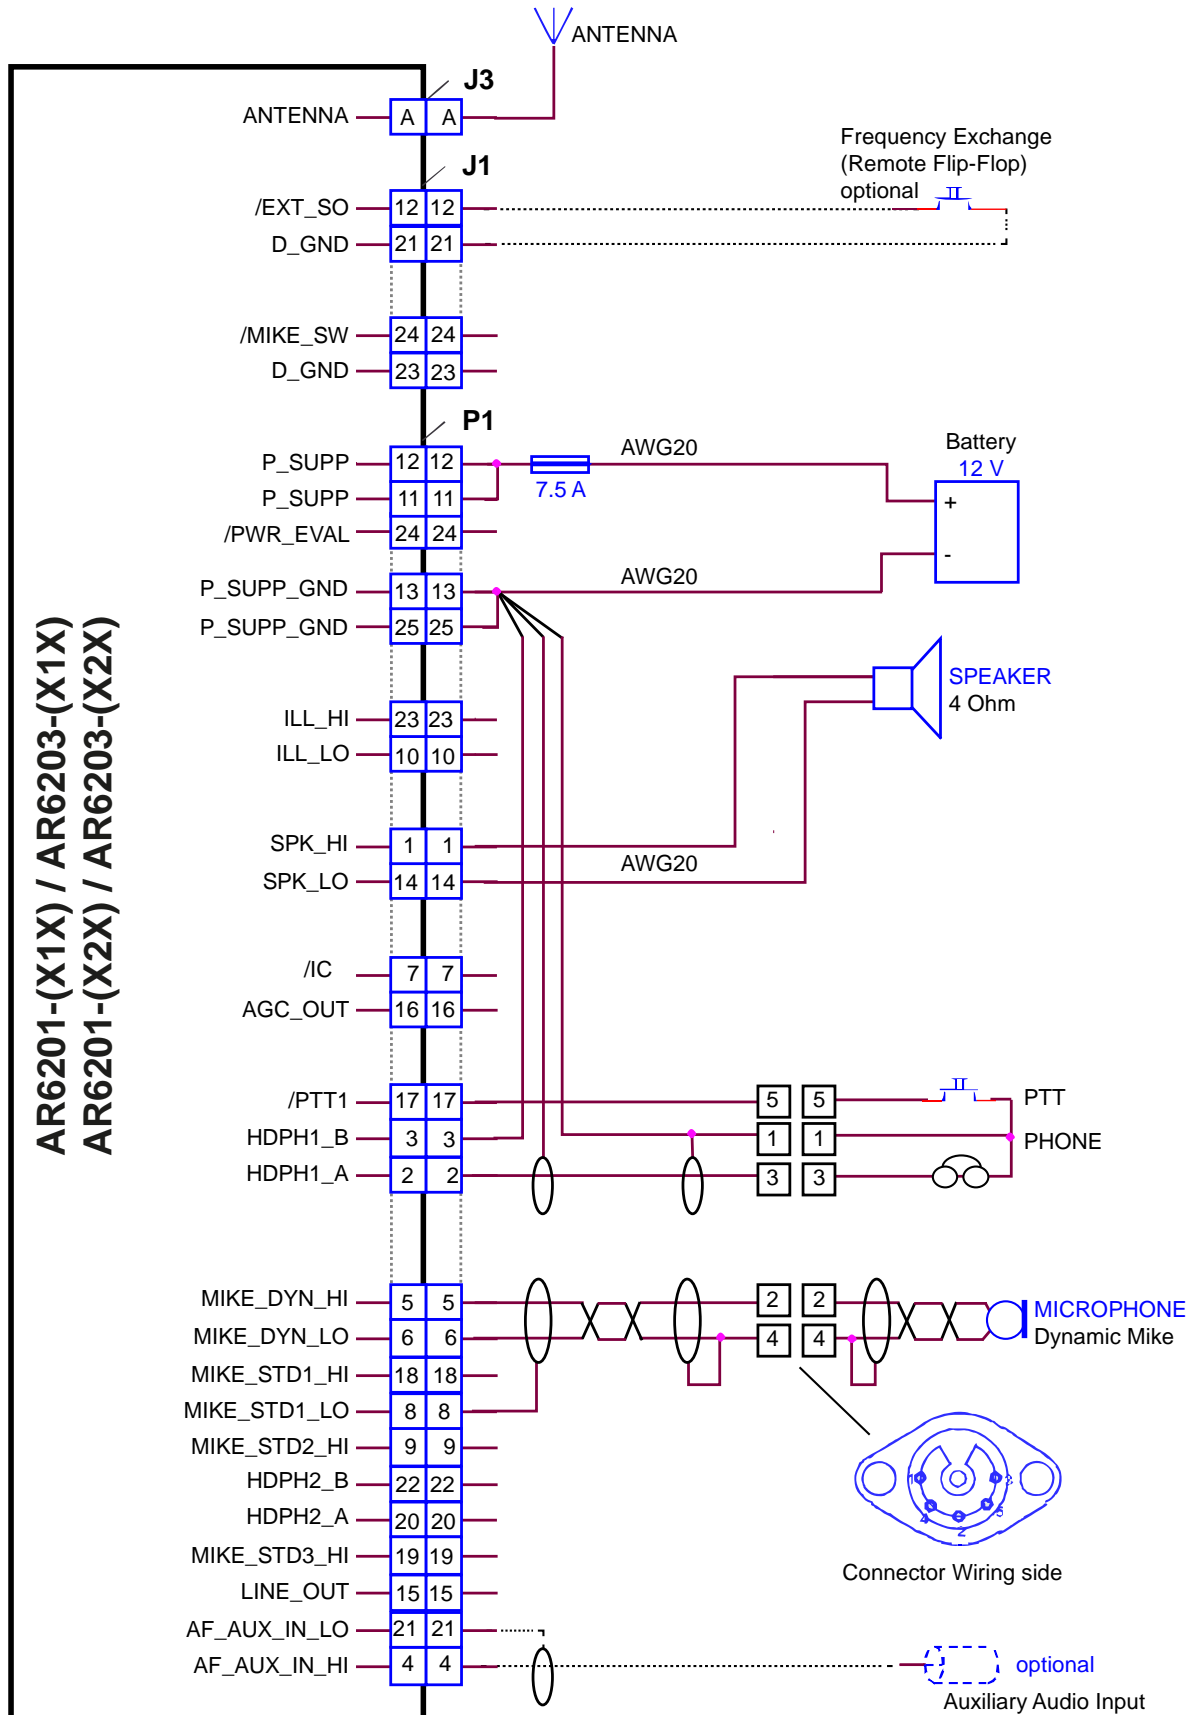 ANTENNA
J3
ANTENNA A A
Frequency Exchange
(Remote Flip-Flop)
optional
J1
/EXT_SO 12 12
D_GND 21 21
/MIKE_SW 24 24
D_GND 23 23
P1
P_SUPP 12 12
AWG20
7.5 A
Battery
12 V
+
-
P_SUPP 11 11
/PWR_EVAL 24 24
P_SUPP_GND 13 13
AWG20
P_SUPP_GND 25 25
SPEAKER
4 Ohm
ILL_HI 23 23
ILL_LO 10 10
SPK_HI 1 1
AWG20
SPK_LO 14 14
/IC 7 7
AGC_OUT 16 16
/PTT1 17 17 5 5 PTT
HDPH1_B 3 3 1 1 PHONE
HDPH1_A 2 2 3 3
MIKE_DYN_HI 5 5 2 2 MICROPHONE
MIKE_DYN_LO 6 6 4 4 Dynamic Mike
MIKE_STD1_HI 18 18
MIKE_STD1_LO 8 8
MIKE_STD2_HI 9 9
HDPH2_B 22 22
HDPH2_A 20 20
MIKE_STD3_HI 19 19
LINE_OUT 15 15
AF_AUX_IN_LO 21 21
AF_AUX_IN_HI 4 4
1 3
4 5
2
Connector Wiring side
optional
Auxiliary Audio Input
AR6201-(X1X) / AR6203-(X1X)
AR6201-(X2X) / AR6203-(X2X)